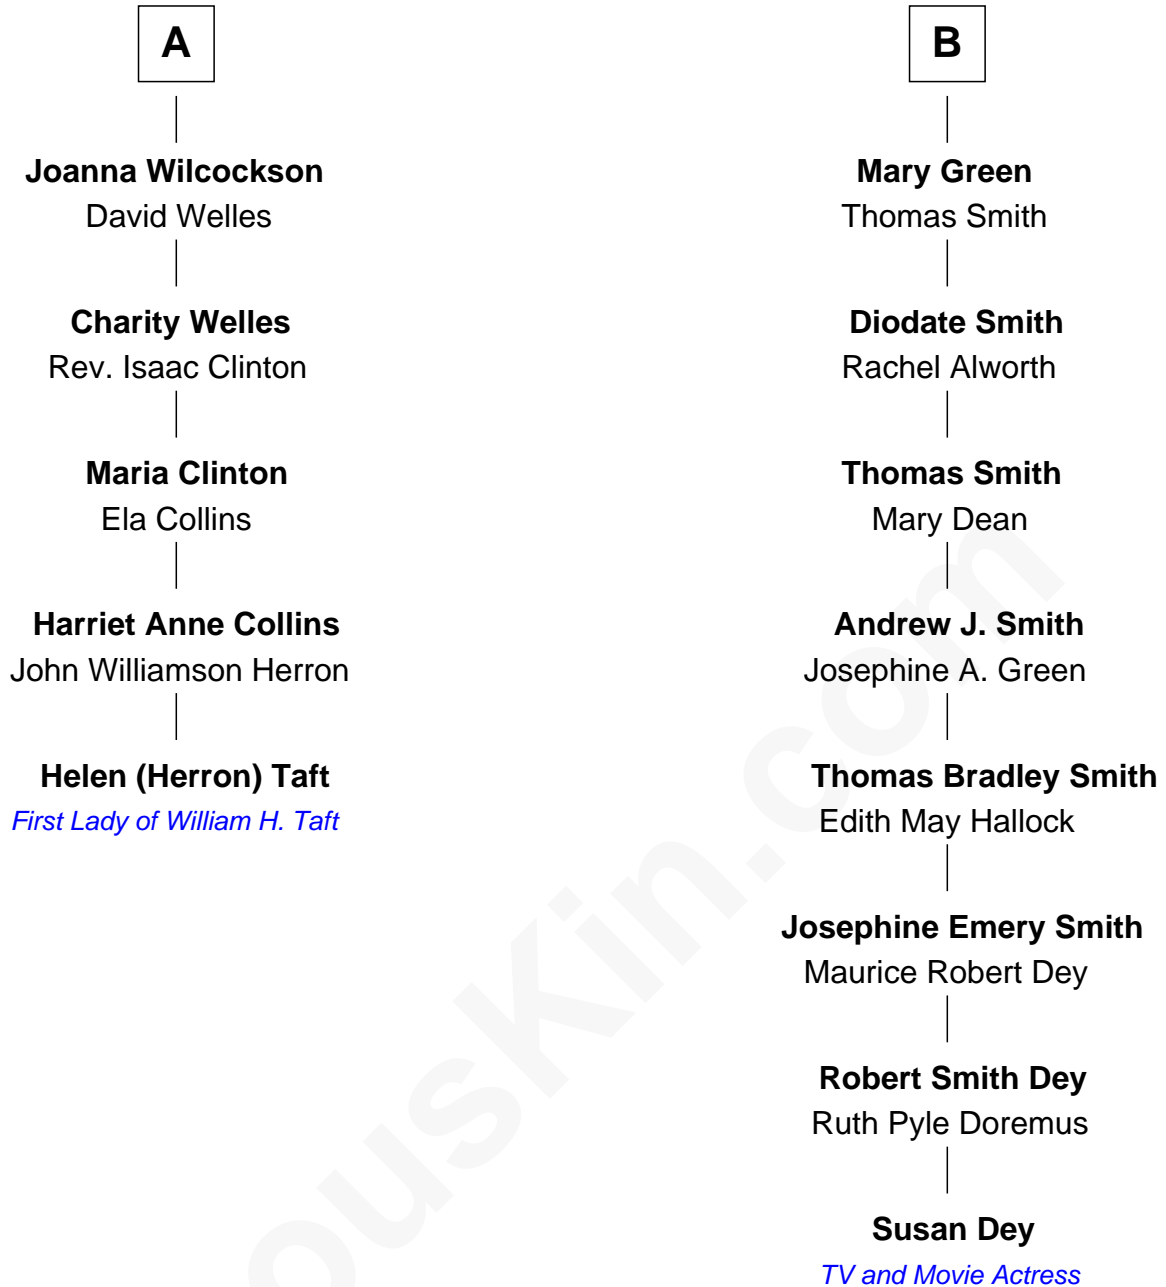 A
Joanna Wilcockson
David Welles
Charity Welles
Rev. Isaac Clinton
Maria Clinton
Ela Collins
Harriet Anne Collins
John Williamson Herron
Helen (Herron) Taft
First Lady of William H. Taft
B
Mary Green
Thomas Smith
Diodate Smith
Rachel Alworth
Thomas Smith
Mary Dean
Andrew J. Smith
Josephine A. Green
Thomas Bradley Smith
Edith May Hallock
Josephine Emery Smith
Maurice Robert Dey
Robert Smith Dey
Ruth Pyle Doremus
Susan Dey
TV and Movie Actress
ousKin.com